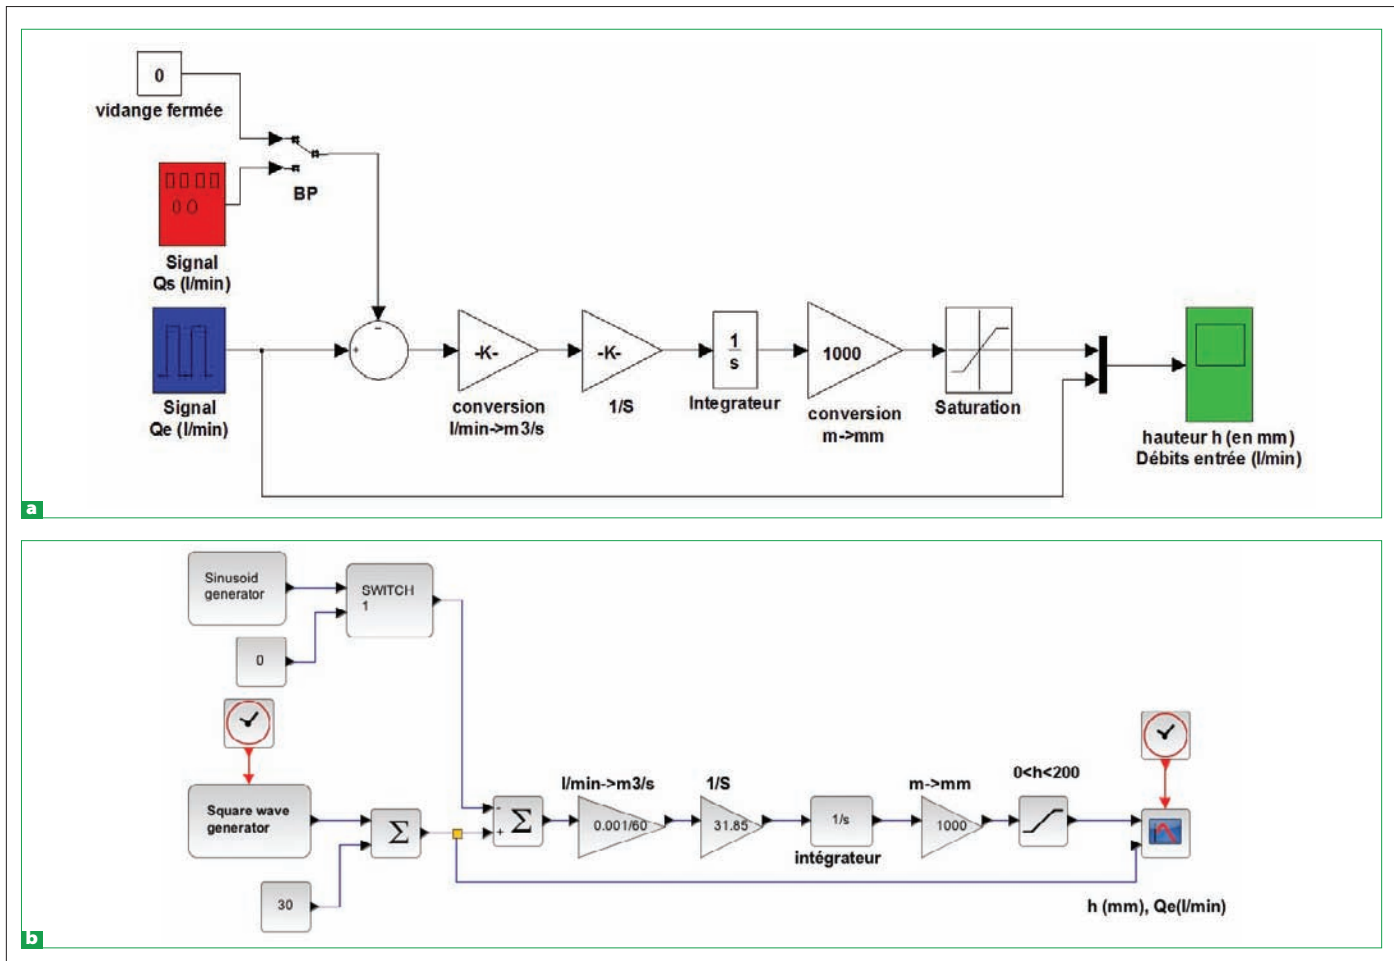 0
vidange fermée
BP
Signal
Qs (l/min)
Signal
Qe (l/min)
-
+
-K-
conversion
l/min->m3/s
-K-
1/S
1
s
Integrateur
1000
conversion
m->mm
Saturation
hauteur h (en mm)
Débits entrée (l/min)
a
Sinusoid
generator
SWITCH
1
0
Square wave
generator
30
Σ
-
+
Σ
l/min->m3/s
0.001/60
1/S
31.85
1/s
intégrateur
m->mm
1000
0<h<200
h (mm), Qe(l/min)
b